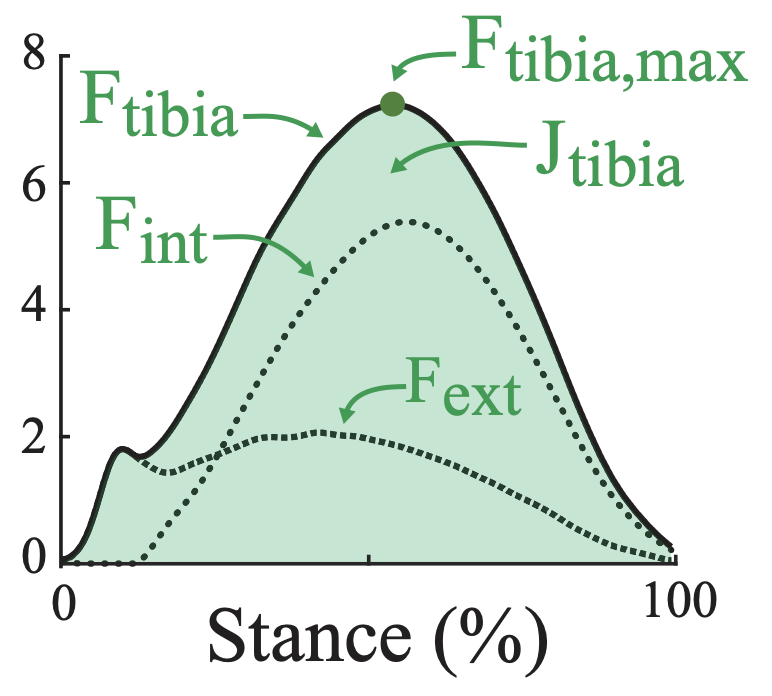 F_tibia,max
8
F_tibia
J_tibia
6
F_int
4
F_ext
2
0
0
100
Stance (%)